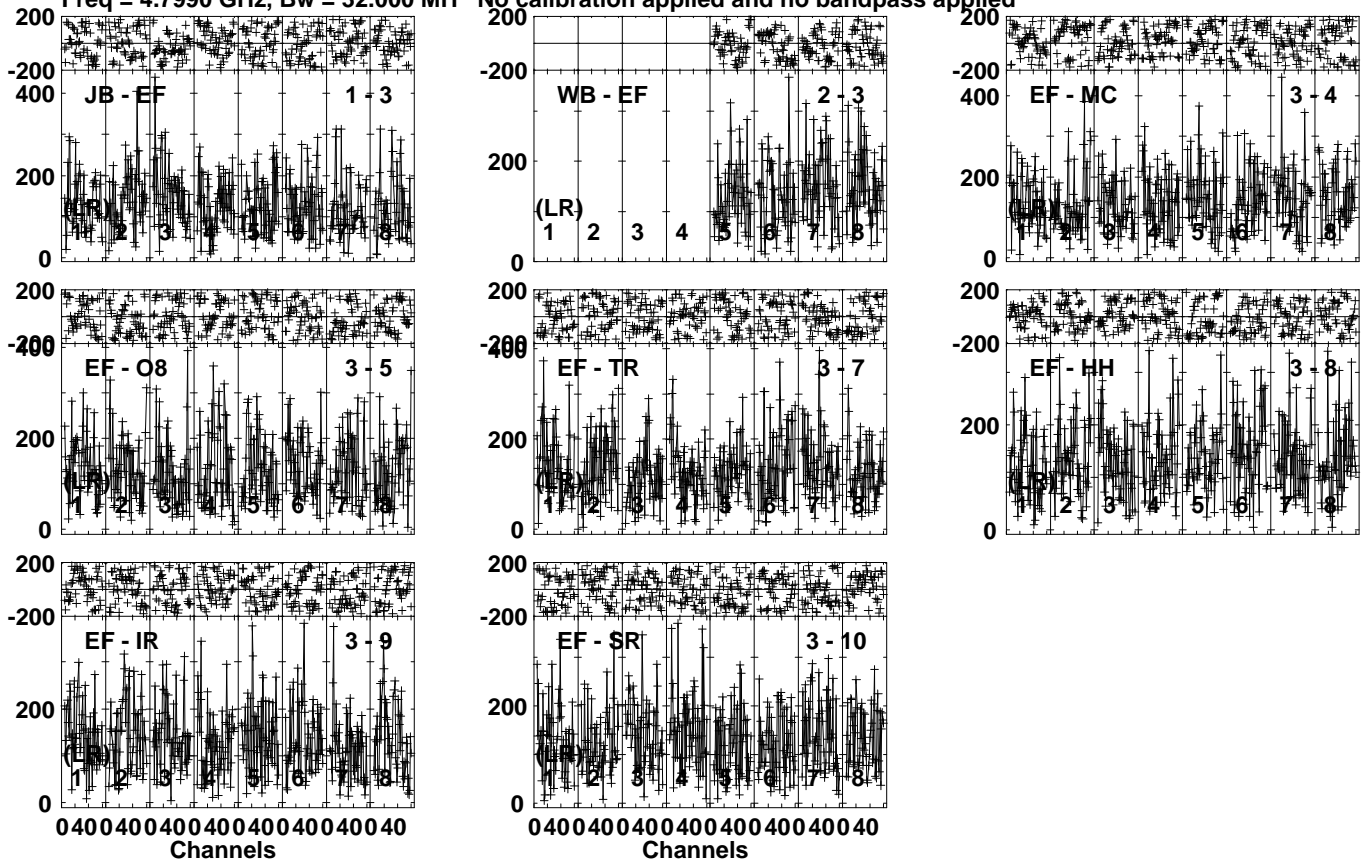 Freq = 4.7990 GHz, Bw = 32.000 MH No calibration applied and no bandpass applied
200
-200
400
200
0
JB - EF 1 - 3
(LR)
1 2 3 4 5 6 7 8
200
-200
200
0
WB - EF 2 - 3
(LR)
1 2 3 4 5 6 7 8
200
-200
400
200
0
EF - MC 3 - 4
(LR)
1 2 3 4 5 6 7 8
200
-200
400
200
0
EF - O8 3 - 5
(LR)
1 2 3 4 5 6 7 8
200
-200
400
200
0
EF - TR 3 - 7
(LR)
1 2 3 4 5 6 7 8
200
-200
200
0
EF - HH 3 - 8
(LR)
1 2 3 4 5 6 7 8
200
-200
200
0
EF - IR 3 - 9
(LR)
1 2 3 4 5 6 7 8
0 40 0 40 0 40 0 40 0 40 0 40 0 40 0 40
Channels
200
-200
200
0
EF - SR 3 - 10
(LR)
1 2 3 4 5 6 7 8
0 40 0 40 0 40 0 40 0 40 0 40 0 40 0 40
Channels